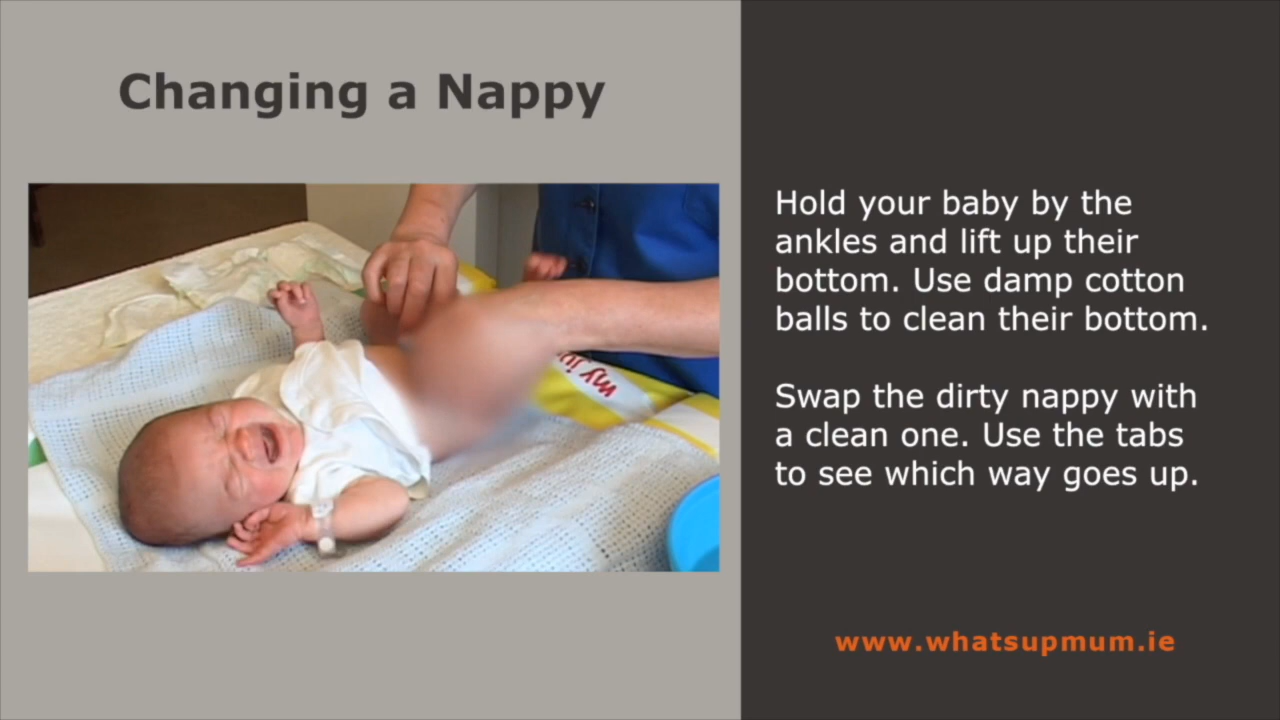 Changing a Nappy
my ju
Hold your baby by the
ankles and lift up their
bottom. Use damp cotton
balls to clean their bottom.
Swap the dirty nappy with
a clean one. Use the tabs
to see which way goes up.
www.whatsupmum.ie